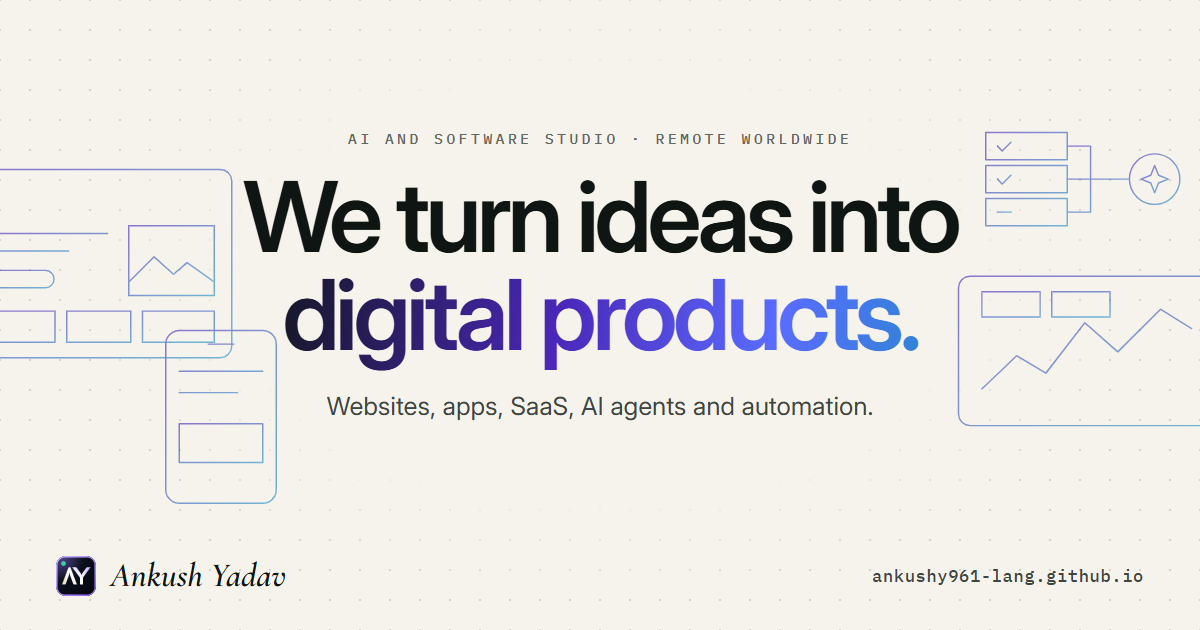 AI AND SOFTWARE STUDIO · REMOTE WORLDWIDE
We turn ideas into
digital products.
Websites, apps, SaaS, AI agents and automation.
AY Ankush Yadav
ankushy961-lang.github.io